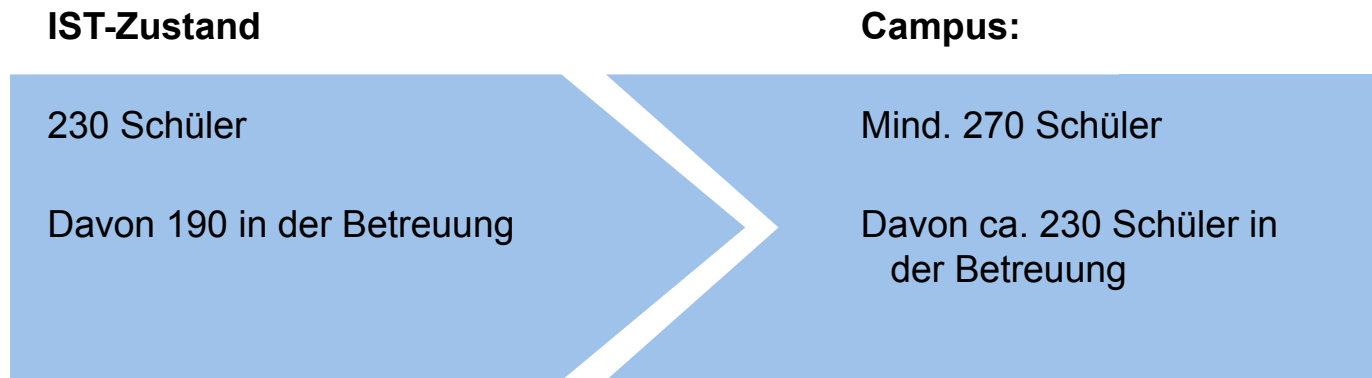 IST-Zustand
230 Schüler
Davon 190 in der Betreuung
Campus:
Mind. 270 Schüler
Davon ca. 230 Schüler in
der Betreuung